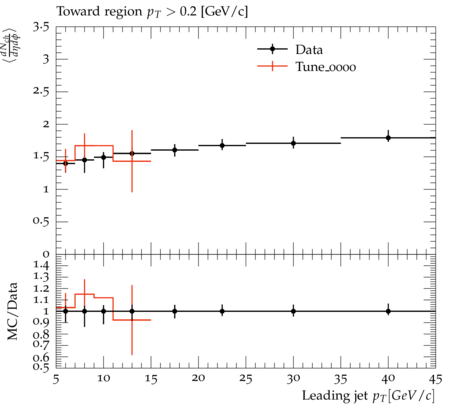 Toward region p_T > 0.2 [GeV/c]
⟨dN_ch/dηdϕ⟩
Data
Tune_0000
3.5
3
2.5
2
1.5
1
0.5
0
MC/Data
1.4
1.3
1.2
1.1
1
0.9
0.8
0.7
0.6
0.5
5 10 15 20 25 30 35 40 45
Leading jet p_T[GeV/c]